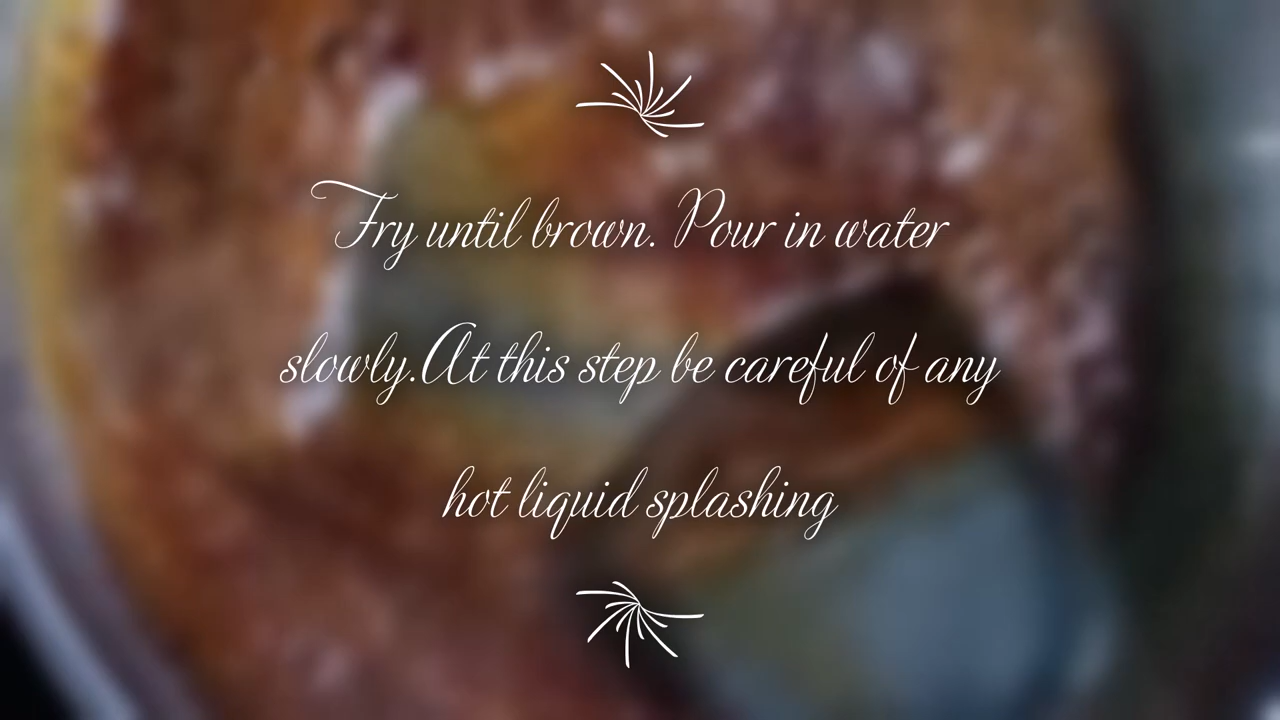 Fry until brown. Pour in water
slowly.At this step be careful of any
hot liquid splashing